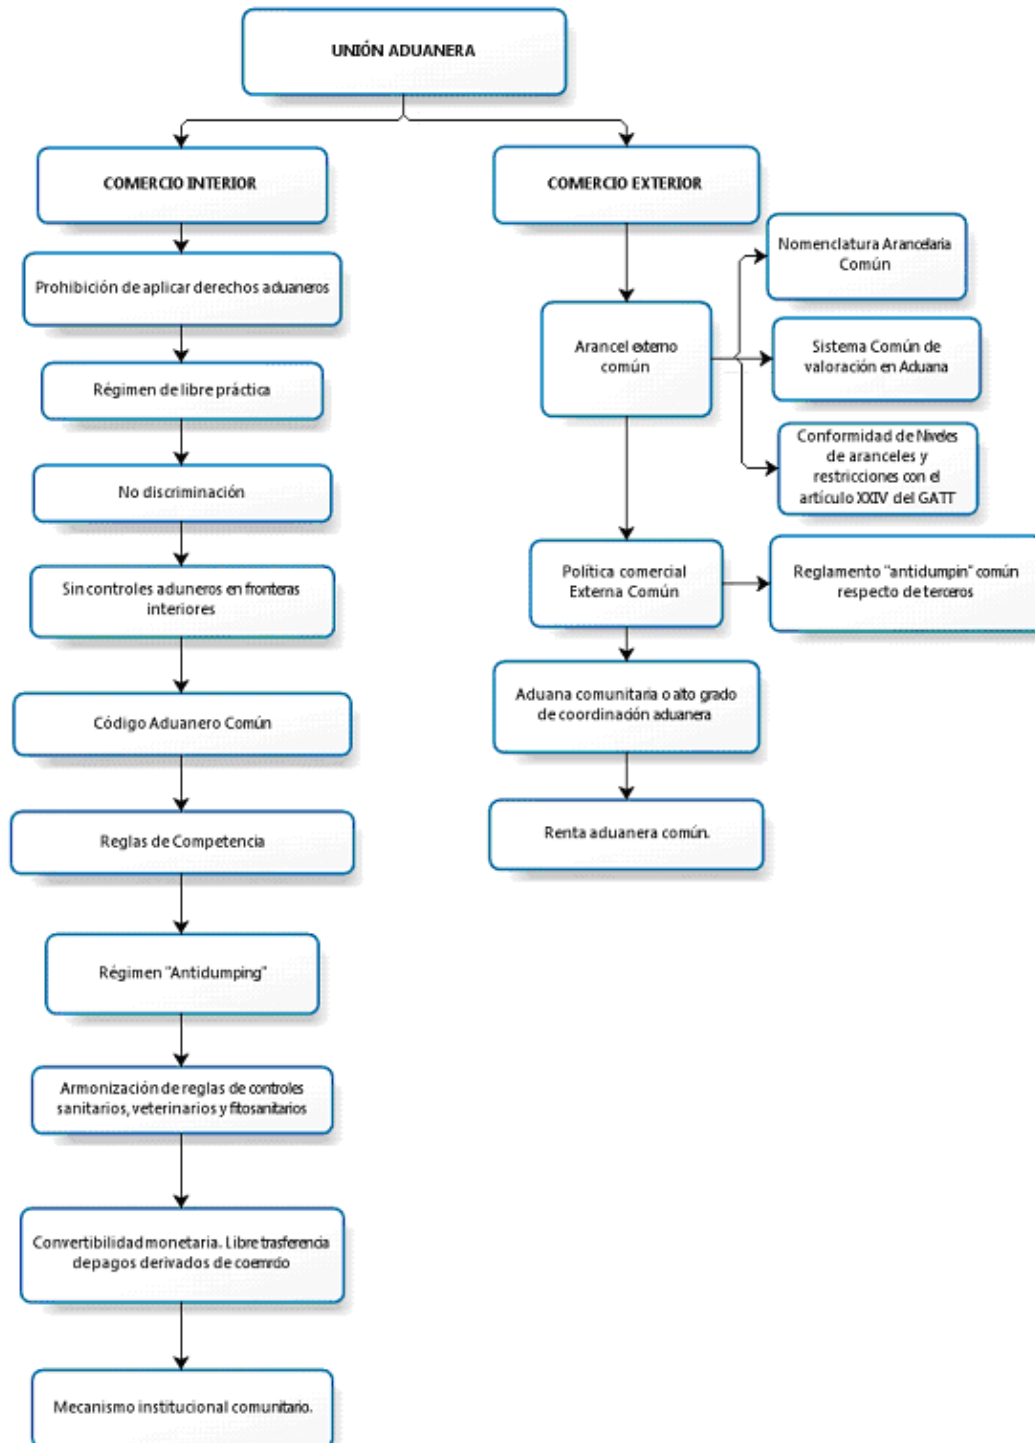 UNIÓN ADUANERA
COMERCIO INTERIOR
Prohibición de aplicar derechos aduaneros
Régimen de libre práctica
No discriminación
Sin controles aduneros en fronteras
interiores
Código Aduanero Común
Reglas de Competencia
Régimen "Antidumping"
Armonización de reglas de controles
sanitarios, veterinarios y fitosanitarios
Convertibilidad monetaria. Libre trasferencia
depagos derivados de coemrcio
Mecanismo institucional comunitario.
COMERCIO EXTERIOR
Arancel externo
común
Nomenclatura Arancelaria
Común
Sistema Común de
valoración en Aduana
Conformidad de Niveles
de aranceles y
restricciones con el
artículo XXIV del GATT
Política comercial
Externa Común
Reglamento "antidumpin" común
respecto de terceros
Aduana comunitaria o alto grado
de coordinación aduanera
Renta aduanera común.